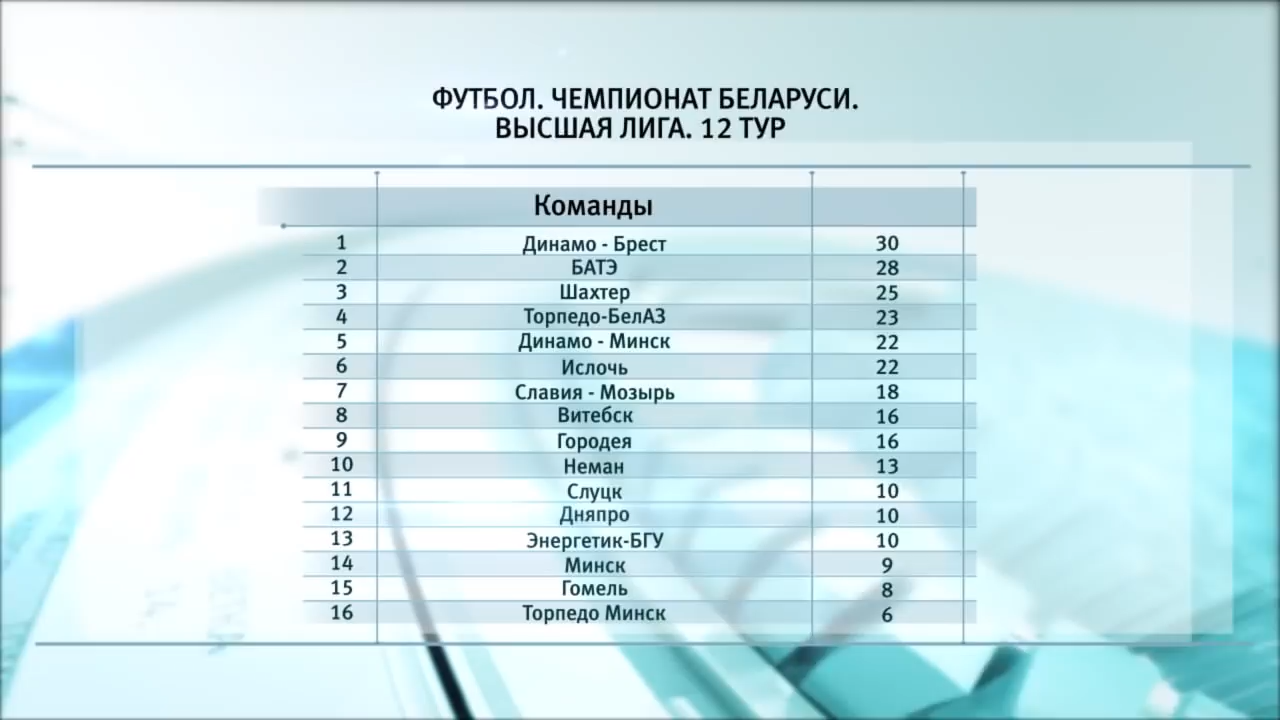 ФУТБОЛ. ЧЕМПИОНАТ БЕЛАРУСИ.
ВЫСШАЯ ЛИГА. 12 ТУР
Команды
1 Динамо - Брест 30
2 БАТЭ 28
3 Шахтер 25
4 Торпедо-БелАЗ 23
5 Динамо - Минск 22
6 Ислочь 22
7 Славия - Мозырь 18
8 Витебск 16
9 Городея 16
10 Неман 13
11 Слуцк 10
12 Дняпро 10
13 Энергетик-БГУ 10
14 Минск 9
15 Гомель 8
16 Торпедо Минск 6